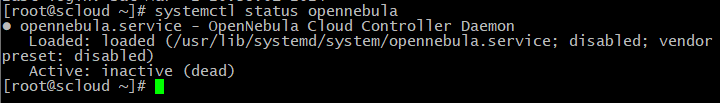 [root@scloud ~]# systemctl status opennebula
● opennebula.service - OpenNebula Cloud Controller Daemon
Loaded: loaded (/usr/lib/systemd/system/opennebula.service; disabled; vendor
preset: disabled)
Active: inactive (dead)
[root@scloud ~]#